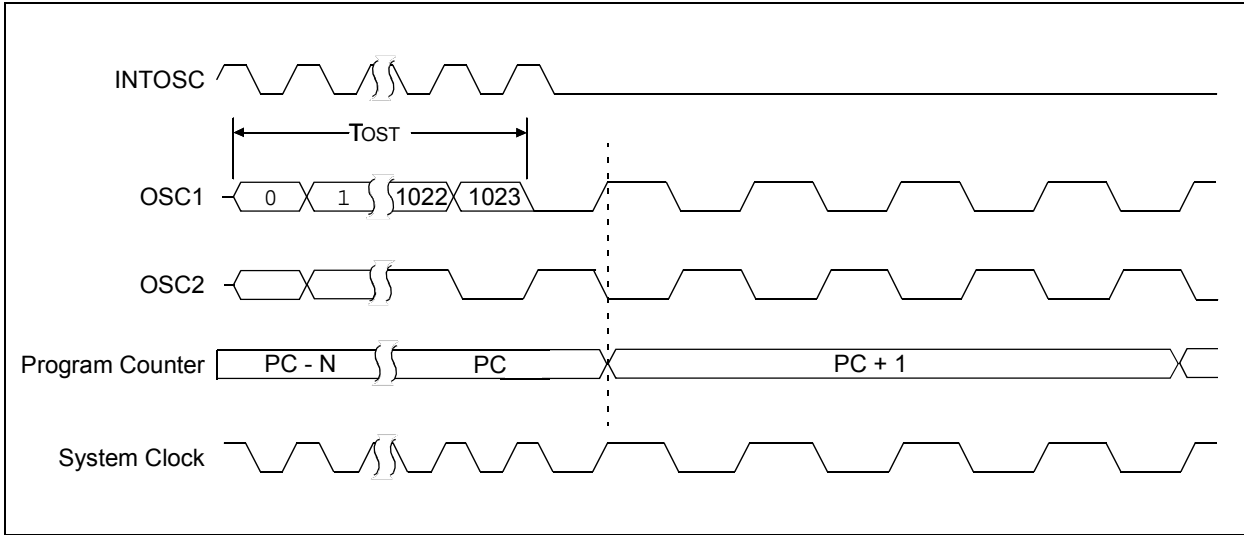 INTOSC
TOST
OSC1
0 1 1022 1023
OSC2
Program Counter
PC - N PC PC + 1
System Clock